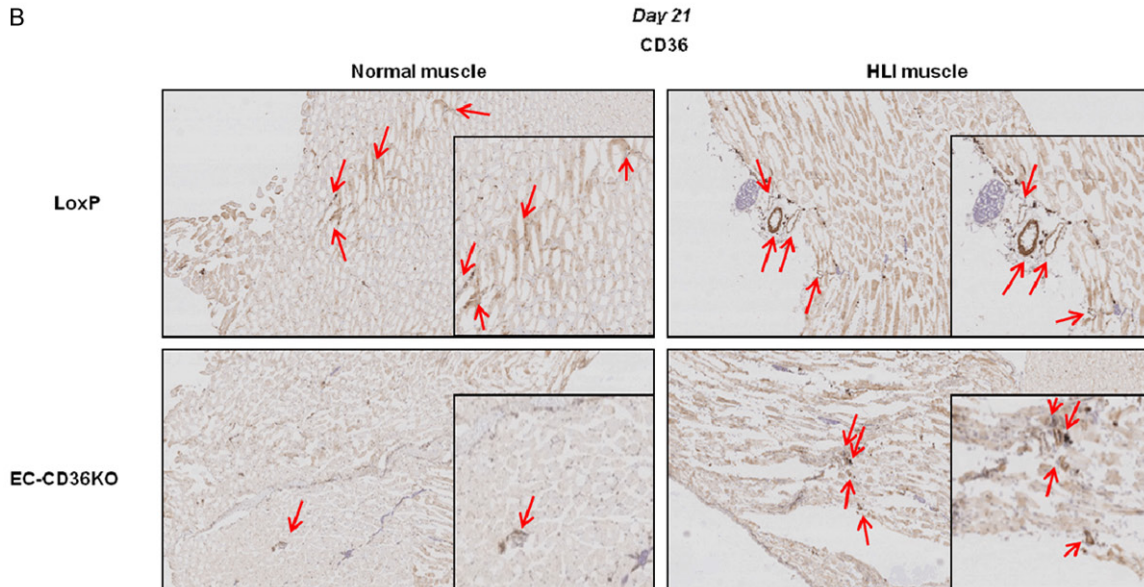 B
Day 21
CD36
Normal muscle
HLI muscle
LoxP
EC-CD36KO